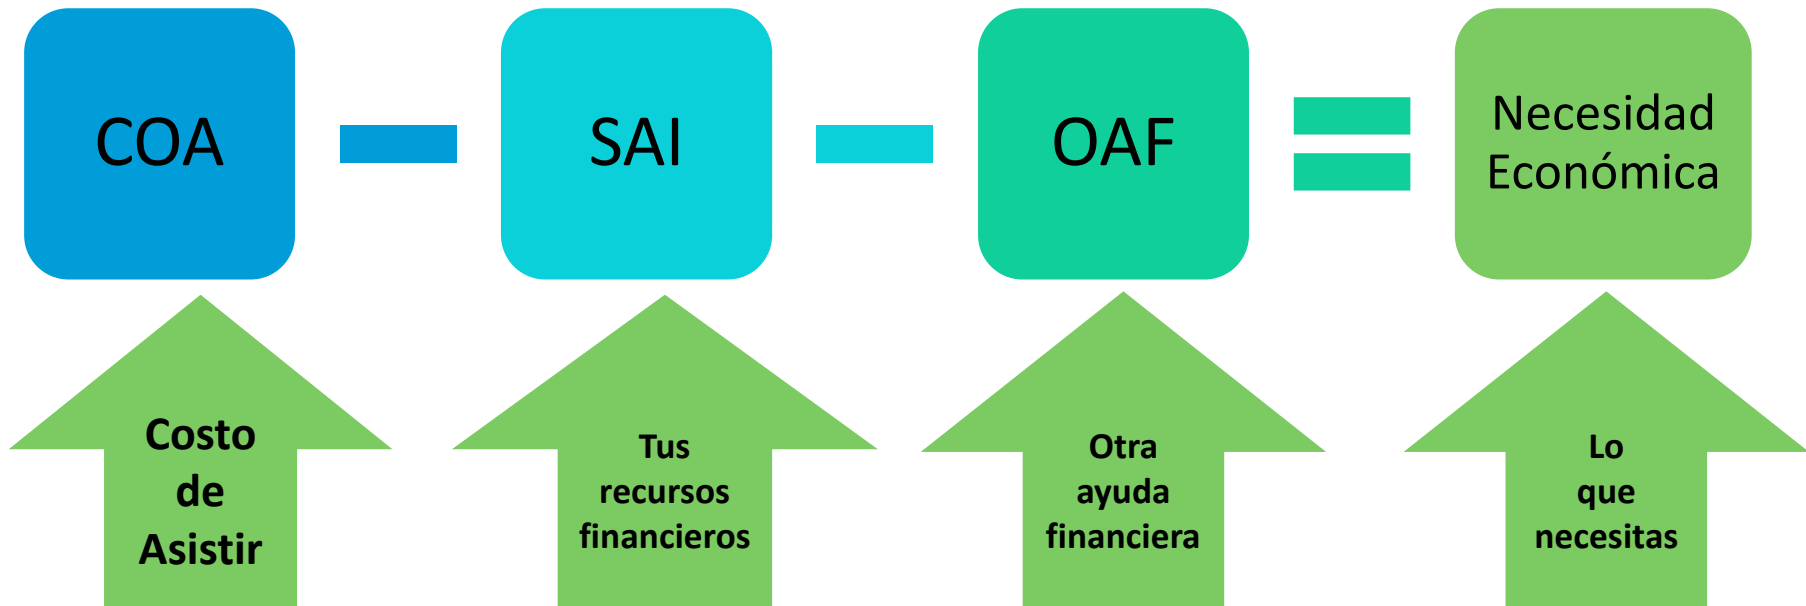 COA
SAI
OAF
Necesidad
Económica
Costo
de
Asistir
Tus
recursos
financieros
Otra
ayuda
financiera
Lo
que
necesitas